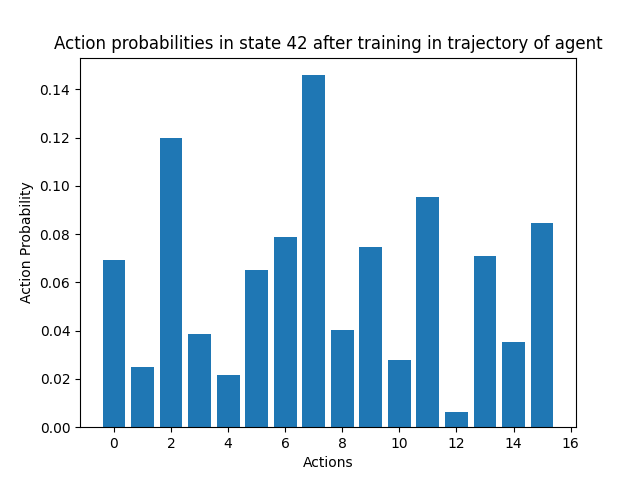 Action probabilities in state 42 after training in trajectory of agent
0.14
0.12
0.10
0.08
0.06
0.04
0.02
0.00
Action Probability
0 2 4 6 8 10 12 14 16
Actions